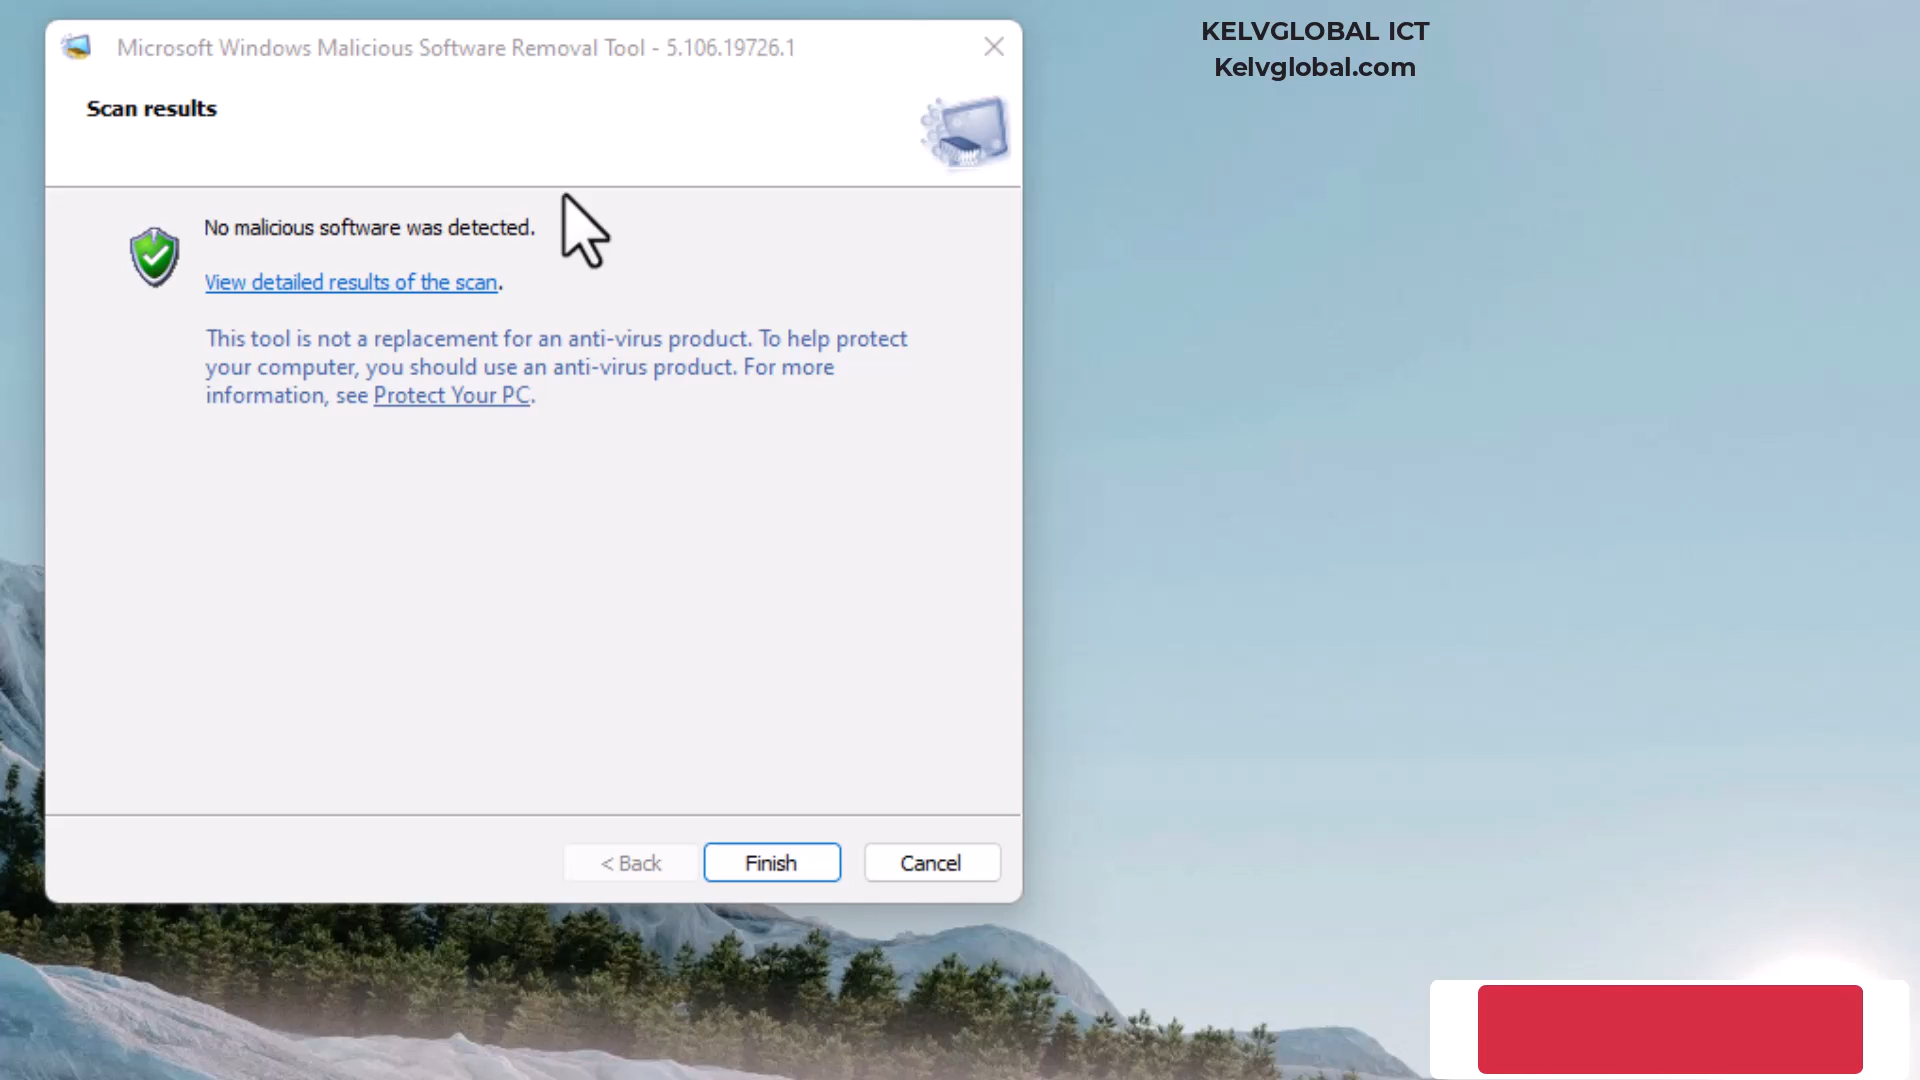 KELVGLOBAL ICT
Kelvglobal.com
Microsoft Windows Malicious Software Removal Tool - 5.106.19726.1
Scan results
No malicious software was detected.
View detailed results of the scan.
This tool is not a replacement for an anti-virus product. To help protect
your computer, you should use an anti-virus product. For more
information, see Protect Your PC.
< Back
Finish
Cancel